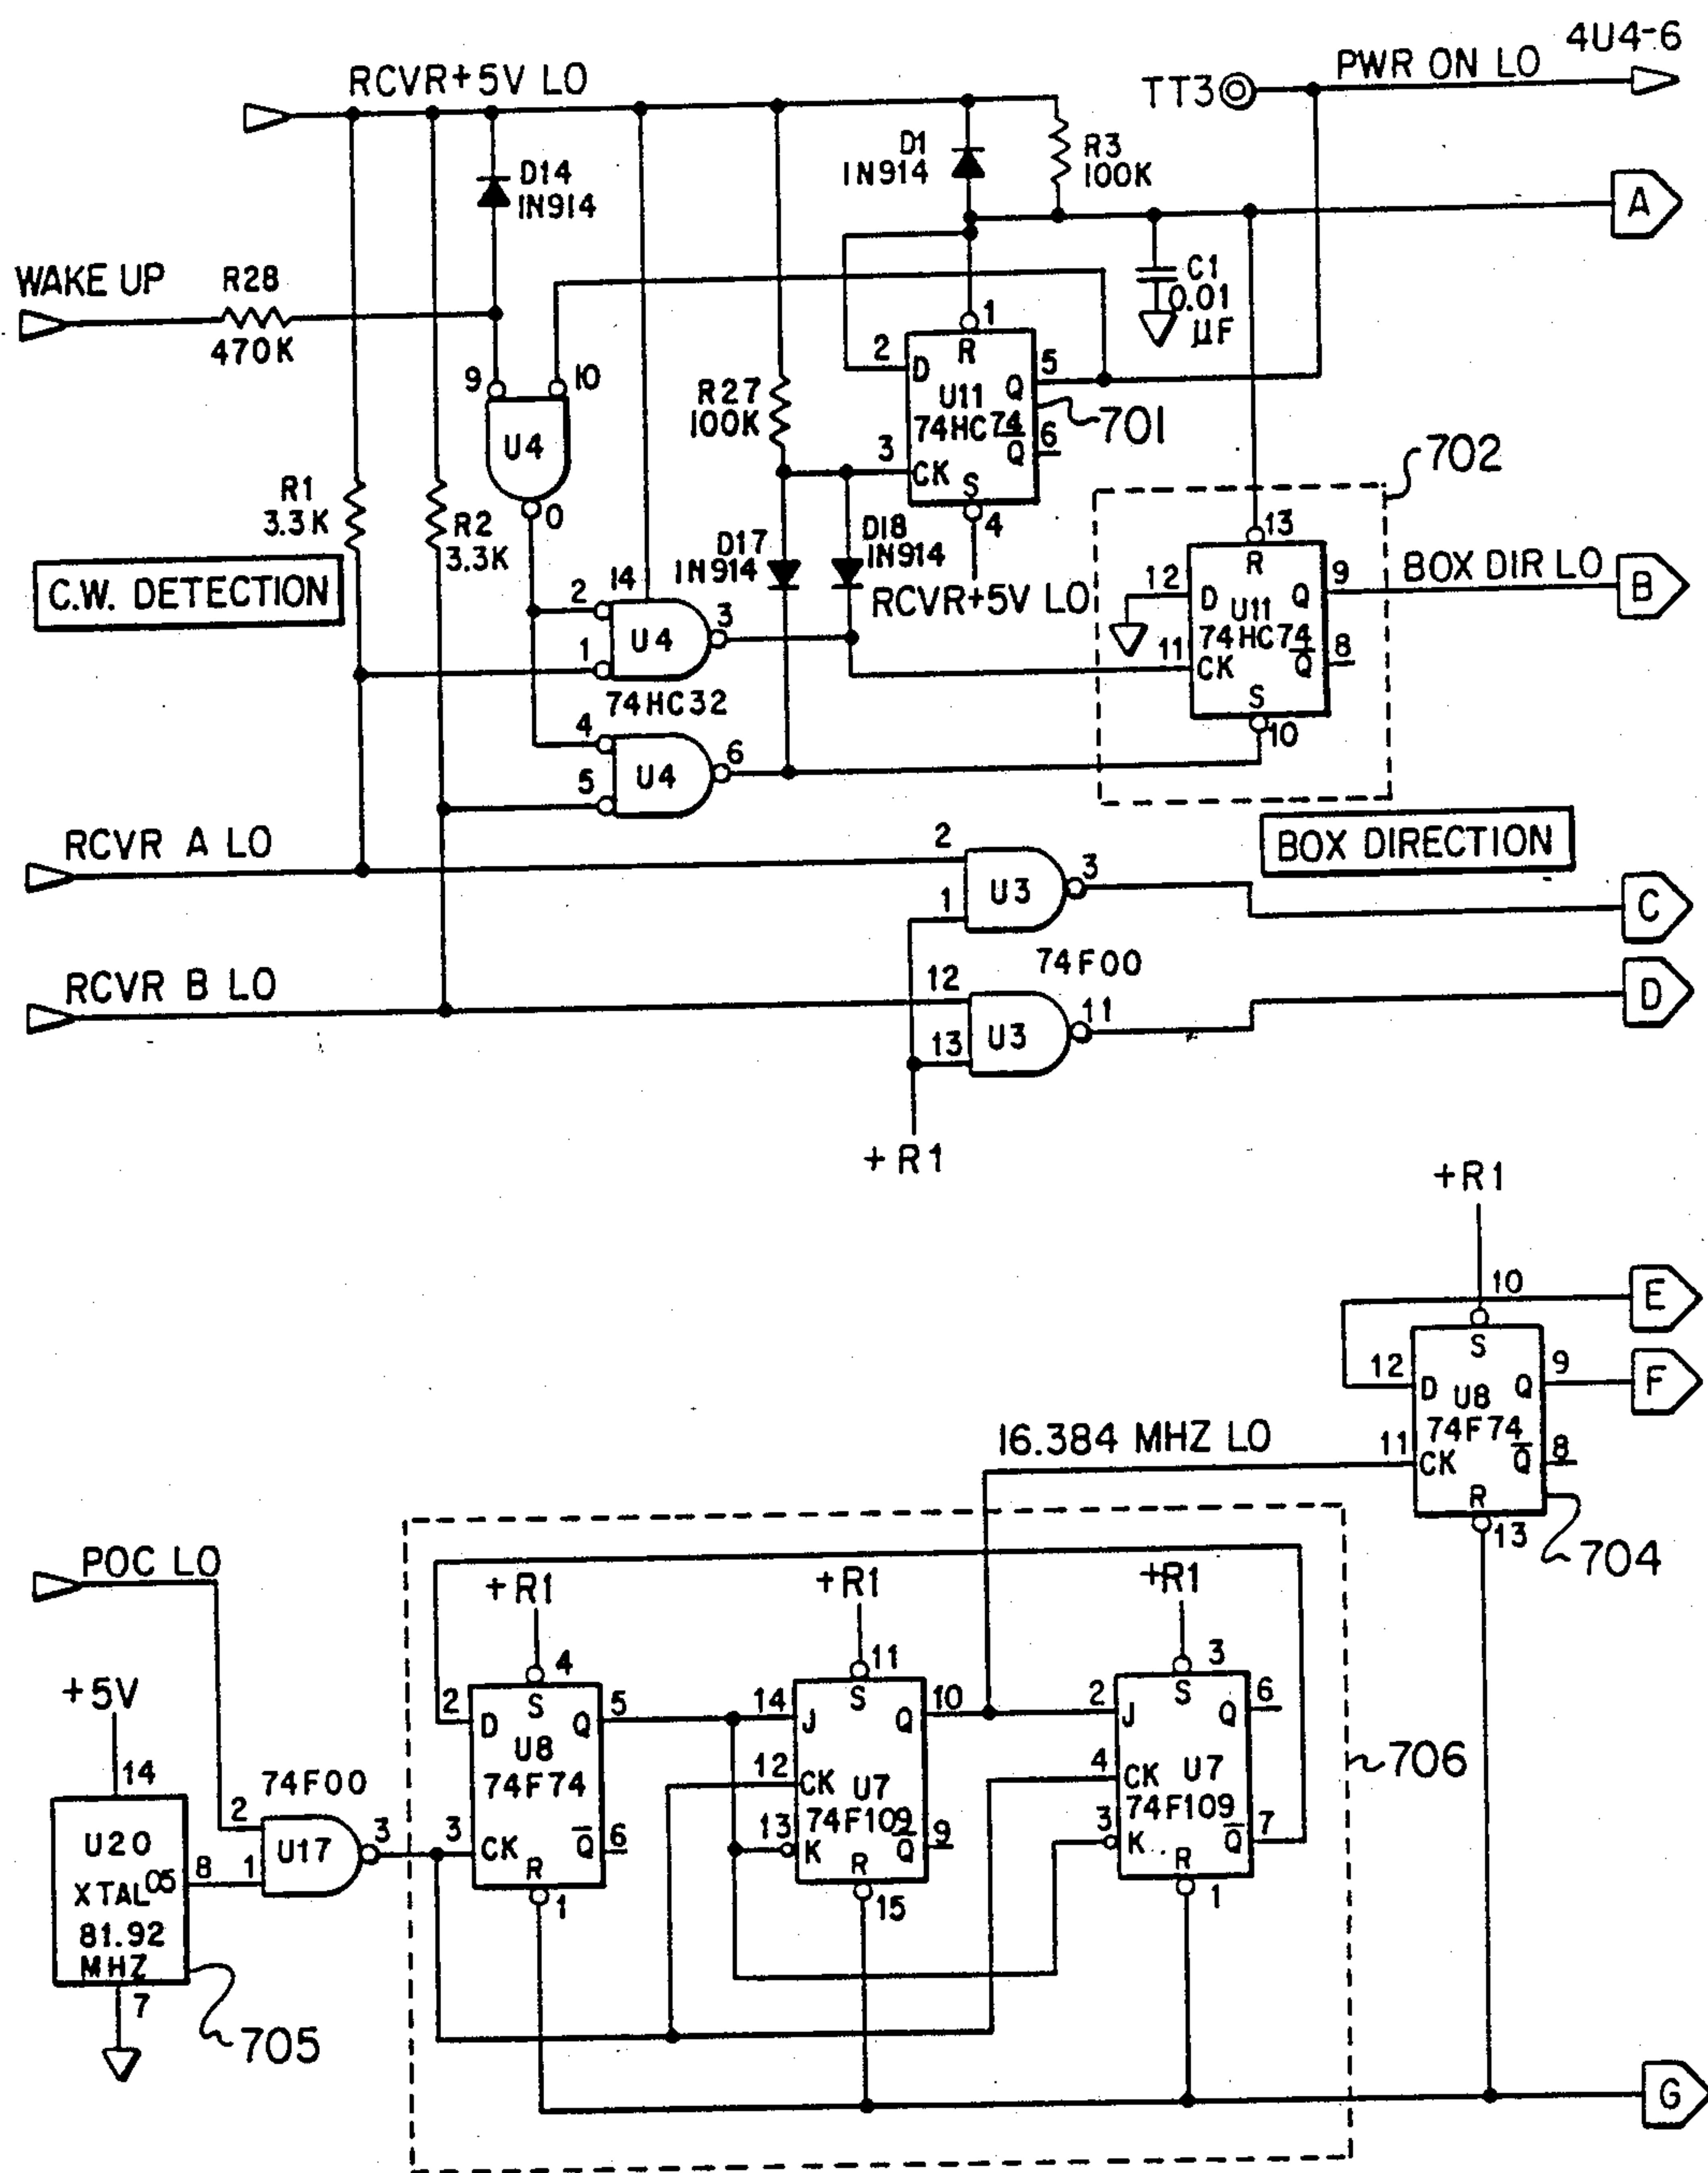 4U4-6
RCVR+5V LO
TT3
PWR ON LO
D14
IN914
D1
IN914
R3
100K
A
WAKE UP
R28
470K
C1
0.01
µF
1
2
D
R
5
Q
U11
74HC74
701
6
Q̅
3
CK
S
4
R27
100K
9
10
U4
0
R1
3.3K
R2
3.3K
702
D17
IN914
D18
IN914
RCVR+5V LO
C.W. DETECTION
14
2
U4
3
1
74HC32
4
5
U4
6
13
R
12
D
U11
Q
9
74HC74
BOX DIR LO
B
11
CK
Q̅
8
S
10
BOX DIRECTION
RCVR A LO
2
1
U3
3
C
74F00
RCVR B LO
12
13
U3
11
D
+R1
+R1
10
E
S
12
D
U8
Q
9
F
74F74
16.384 MHZ LO
11
CK
Q̅
8
R
13
704
POC LO
+R1
+R1
+R1
4
11
3
+5V
14
2
D
S
Q
5
U8
74F74
3
CK
Q̅
6
R
1
14
J
S
Q
10
12
CK
U7
74F109
13
K
Q̅
9
R
15
2
J
S
Q
6
4
CK
U7
74F109
3
K
Q̅
7
R
1
706
74F00
2
1
U17
3
U20
XTAL
05
8
81.92
MHZ
7
705
G